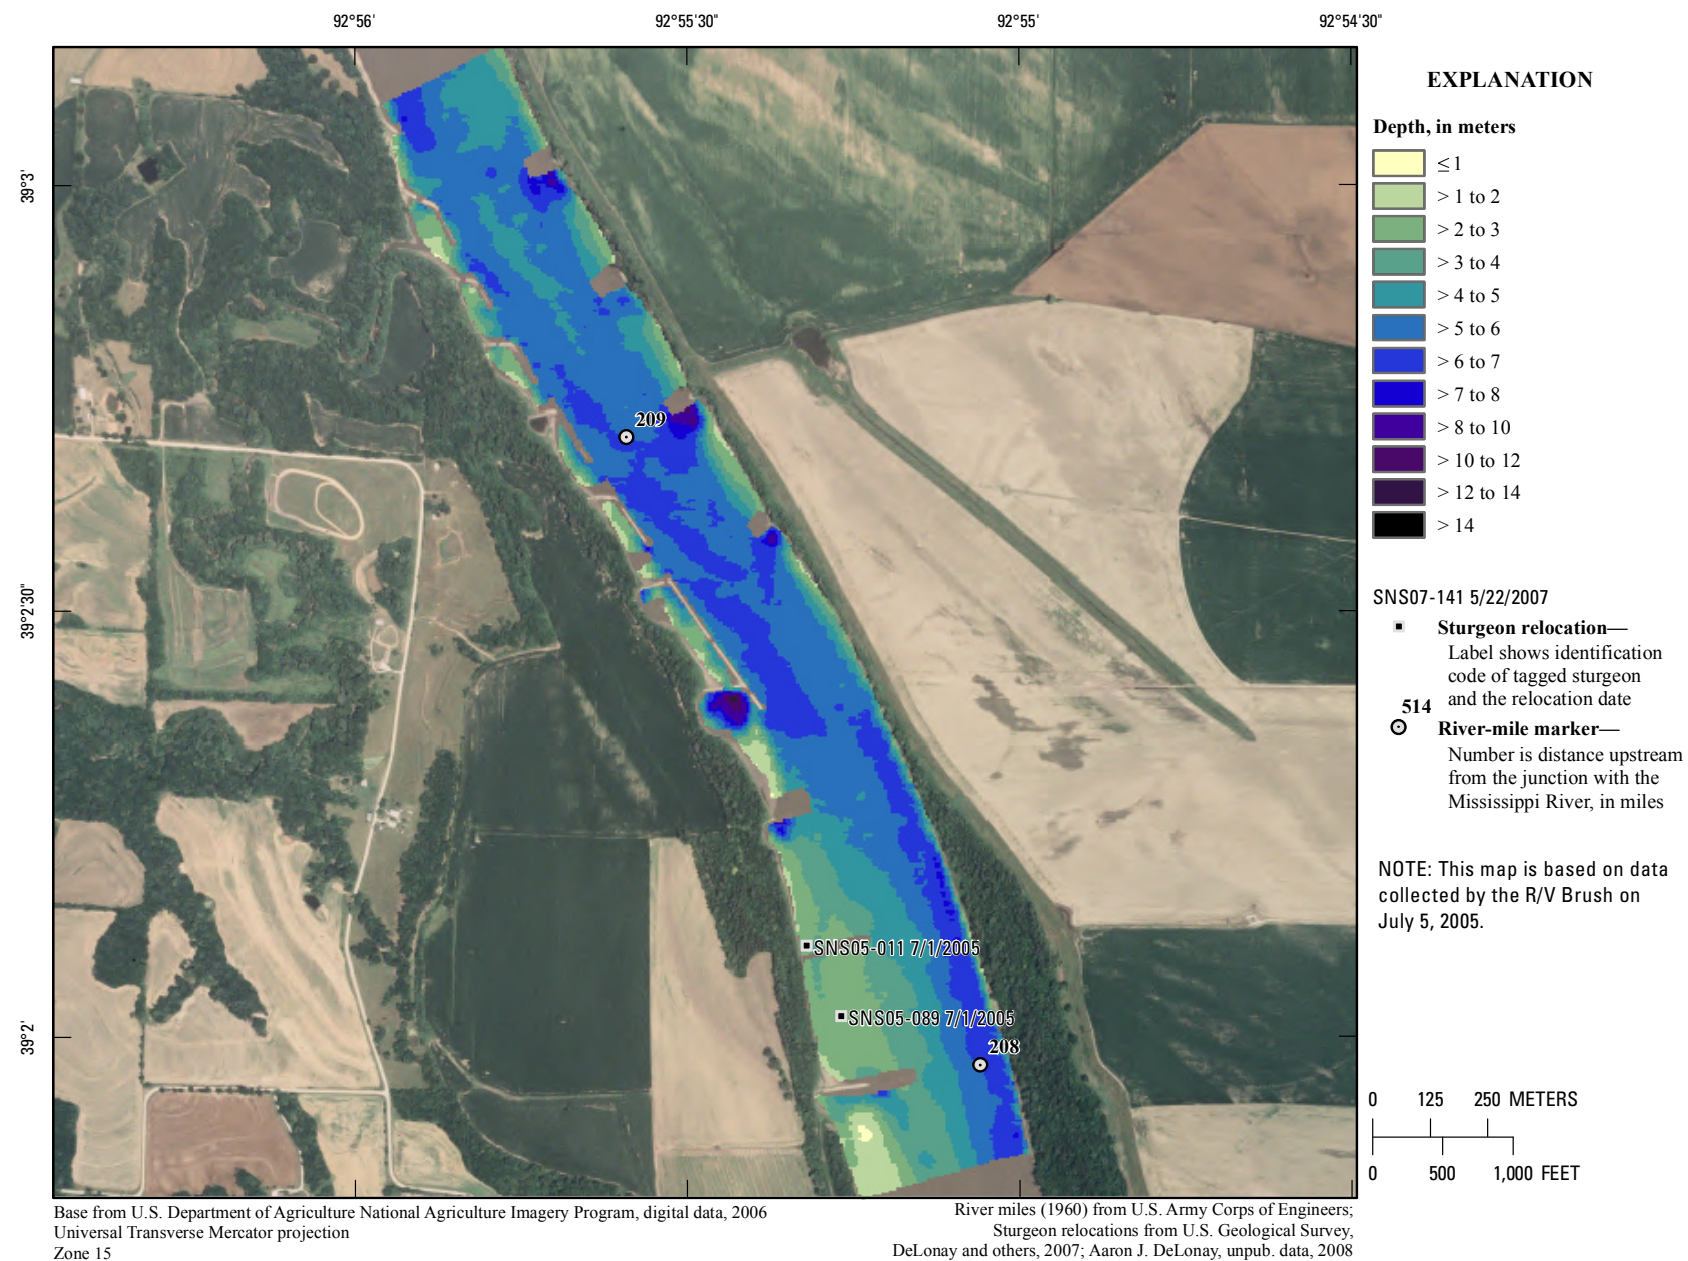 92°56'
92°55'30"
92°55'
92°54'30"
39°3'
39°2'30"
39°2'
209
SNS05-011 7/1/2005
SNS05-089 7/1/2005
208
EXPLANATION
Depth, in meters
≤ 1
> 1 to 2
> 2 to 3
> 3 to 4
> 4 to 5
> 5 to 6
> 6 to 7
> 7 to 8
> 8 to 10
> 10 to 12
> 12 to 14
> 14
SNS07-141 5/22/2007
Sturgeon relocation—
Label shows identification
code of tagged sturgeon
and the relocation date
514
River-mile marker—
Number is distance upstream
from the junction with the
Mississippi River, in miles
NOTE: This map is based on data
collected by the R/V Brush on
July 5, 2005.
0 125 250 METERS
0 500 1,000 FEET
Base from U.S. Department of Agriculture National Agriculture Imagery Program, digital data, 2006
Universal Transverse Mercator projection
Zone 15
River miles (1960) from U.S. Army Corps of Engineers;
Sturgeon relocations from U.S. Geological Survey,
DeLonay and others, 2007; Aaron J. DeLonay, unpub. data, 2008